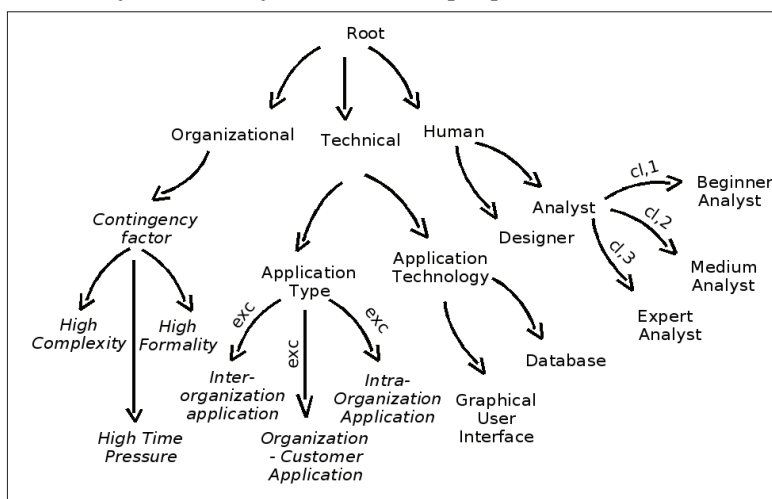 Root
Organizational
Technical
Human
Contingency
factor
Application
Type
Application
Technology
Designer
Analyst
cl,1
cl,2
cl,3
Beginner
Analyst
Medium
Analyst
Expert
Analyst
High
Complexity
High
Formality
High Time
Pressure
exc
exc
exc
Inter-
organization
application
Organization
- Customer
Application
Intra-
Organization
Application
Graphical
User
Interface
Database